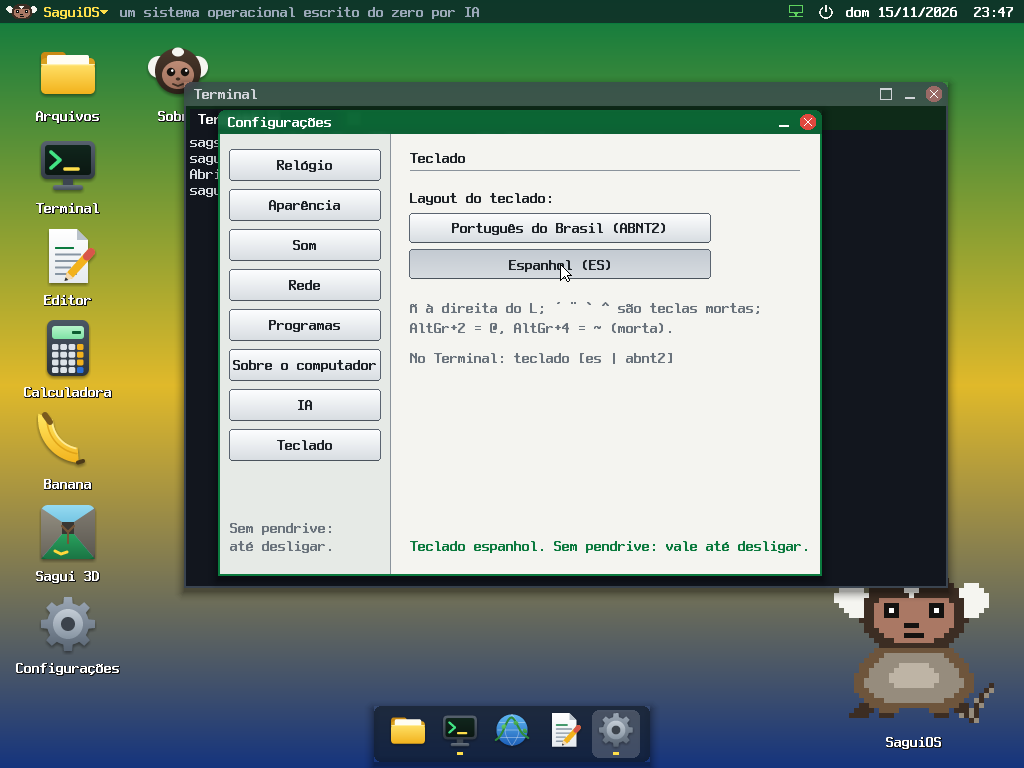 SaguiOS
um sistema operacional escrito do zero por IA
dom 15/11/2026
23:47
Arquivos
Terminal
Editor
Calculadora
Banana
Sagui 3D
Configurações
Terminal
Abri
Configurações
Relógio
Aparência
Som
Rede
Programas
Sobre o computador
IA
Teclado
Sem pendrive:
até desligar.
Teclado
Layout do teclado:
Português do Brasil (ABNT2)
Espanhol (ES)
Ñ à direita do L; ´ ¨ ` ^ são teclas mortas;
AltGr+2 = @, AltGr+4 = ~ (morta).
No Terminal: teclado [es | abnt2]
Teclado espanhol. Sem pendrive: vale até desligar.
SaguiOS